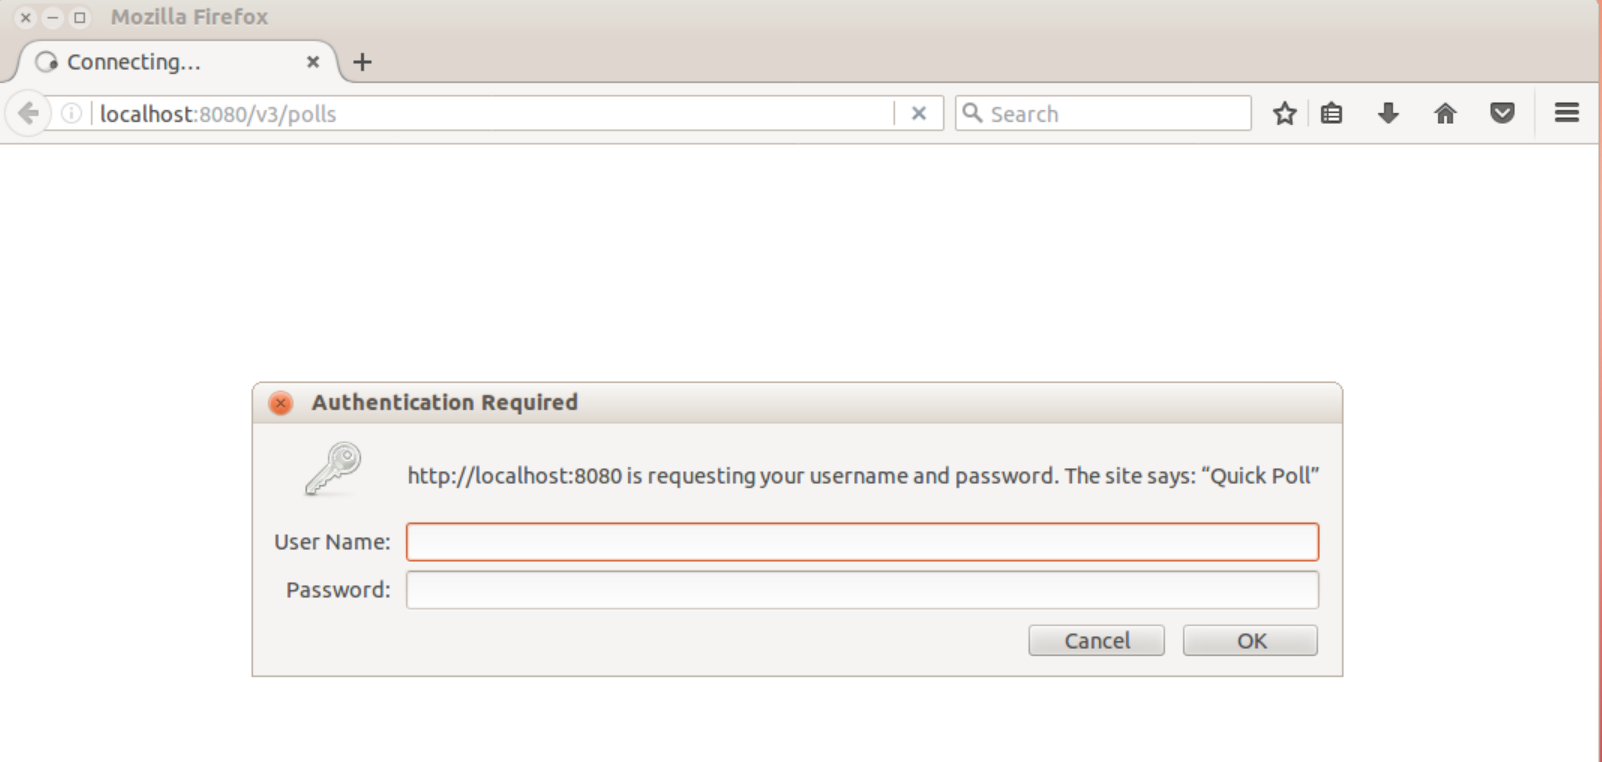 Mozilla Firefox
Connecting...
localhost:8080/v3/polls
Search
Authentication Required
http://localhost:8080 is requesting your username and password. The site says: “Quick Poll”
User Name:
Password:
Cancel OK